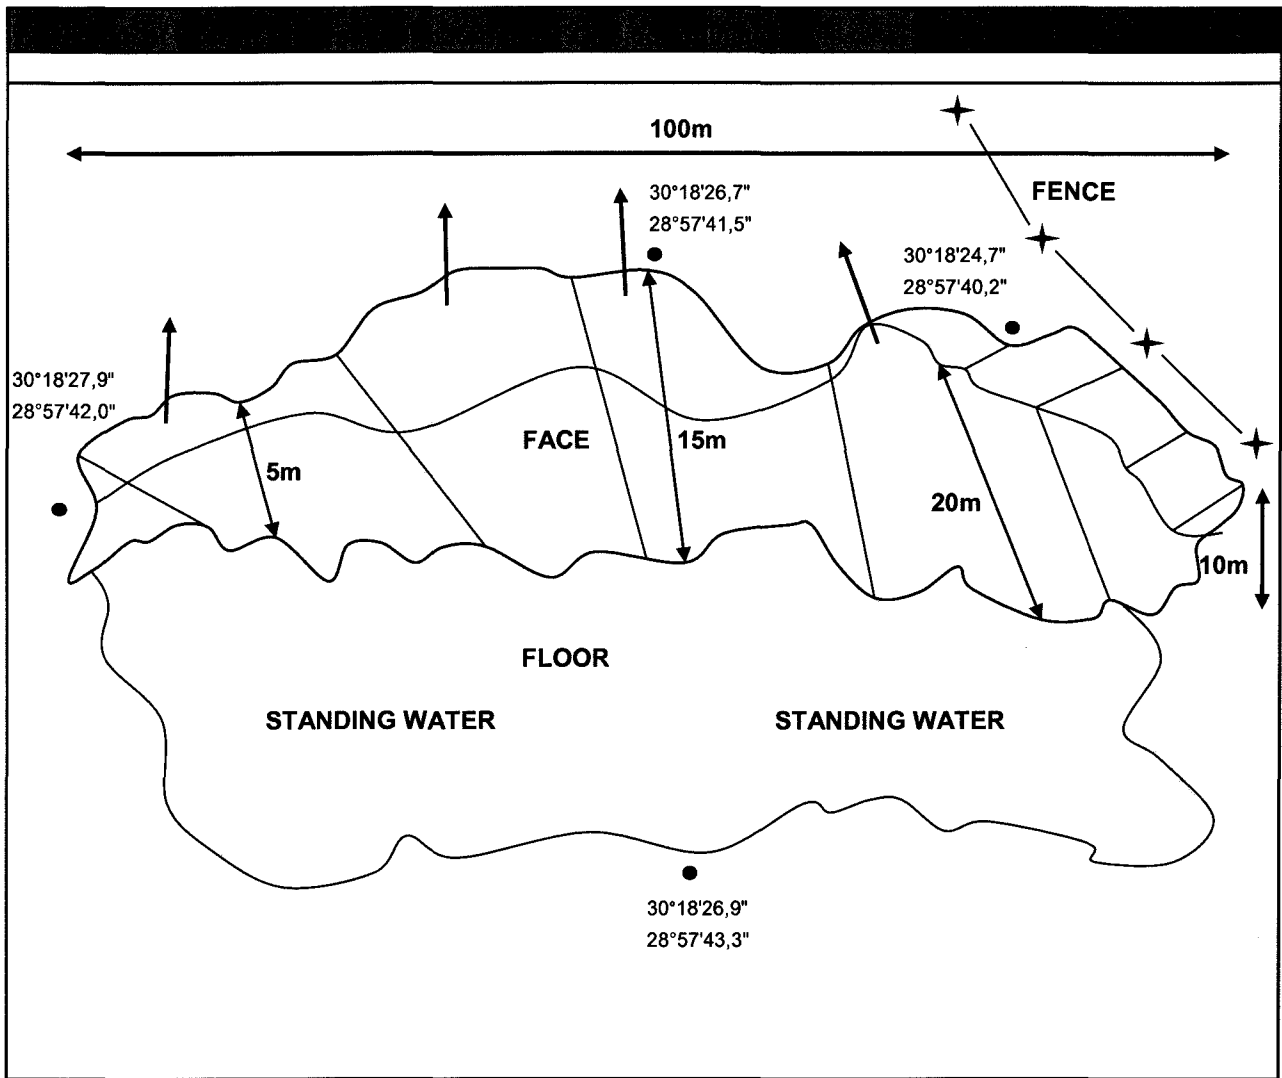 100m
FENCE
30°18'26,7"
28°57'41,5"
30°18'24,7"
28°57'40,2"
30°18'27,9"
28°57'42,0"
FACE
15m
5m
20m
10m
FLOOR
STANDING WATER
STANDING WATER
30°18'26,9"
28°57'43,3"